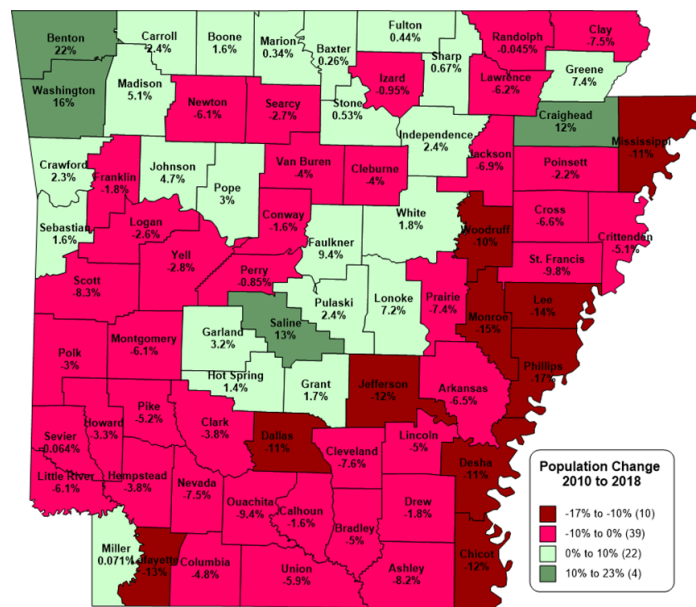 Benton
22%
Carroll
2.4%
Boone
1.6%
Marion
0.34%
Baxter
0.26%
Fulton
0.44%
Sharp
0.67%
Randolph
-0.045%
Clay
-7.5%
Washington
16%
Madison
5.1%
Newton
-6.1%
Searcy
-2.7%
Stone
0.53%
Izard
-0.95%
Lawrence
-6.2%
Greene
7.4%
Independence
2.4%
Craighead
12%
Mississippi
-11%
Crawford
2.3%
Franklin
-1.8%
Johnson
4.7%
Pope
3%
Van Buren
-4%
Cleburne
-4%
Jackson
-6.9%
Poinsett
-2.2%
Sebastian
1.6%
Logan
-2.6%
Conway
-1.6%
White
1.8%
Woodruff
-10%
Cross
-6.6%
Crittenden
-5.1%
Scott
-8.3%
Yell
-2.8%
Perry
-0.85%
Faulkner
9.4%
St. Francis
-9.8%
Pulaski
2.4%
Lonoke
7.2%
Prairie
-7.4%
Monroe
-15%
Lee
-14%
Polk
-3%
Montgomery
-6.1%
Garland
3.2%
Saline
13%
Phillips
-17%
Hot Spring
1.4%
Grant
1.7%
Jefferson
-12%
Arkansas
-6.5%
Sevier
-0.064%
Howard
-3.3%
Pike
-5.2%
Clark
-3.8%
Dallas
-11%
Cleveland
-7.6%
Lincoln
-5%
Desha
-11%
Little River
-6.1%
Hempstead
-3.8%
Nevada
-7.5%
Ouachita
-9.4%
Calhoun
-1.6%
Bradley
-5%
Drew
-1.8%
Miller
0.071%
Lafayette
-13%
Columbia
-4.8%
Union
-5.9%
Ashley
-8.2%
Chicot
-12%
Population Change
2010 to 2018
-17% to -10% (10)
-10% to 0% (39)
0% to 10% (22)
10% to 23% (4)